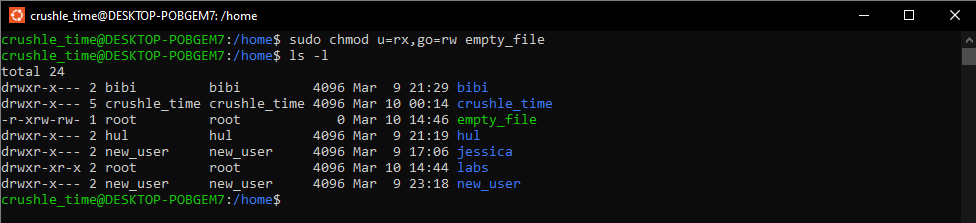 crushle_time@DESKTOP-POBGEM7: /home
crushle_time@DESKTOP-POBGEM7:/home$ sudo chmod u=rx,go=rw empty_file
crushle_time@DESKTOP-POBGEM7:/home$ ls -l
total 24
drwxr-x--- 2 bibi         bibi         4096 Mar  9 21:29 bibi
drwxr-x--- 5 crushle_time crushle_time 4096 Mar 10 00:14 crushle_time
-r-xrw-rw- 1 root         root            0 Mar 10 14:46 empty_file
drwxr-x--- 2 hul          hul          4096 Mar  9 21:19 hul
drwxr-x--- 2 new_user     new_user     4096 Mar  9 17:06 jessica
drwxr-xr-x 2 root         root         4096 Mar 10 14:44 labs
drwxr-x--- 2 new_user     new_user     4096 Mar  9 23:18 new_user
crushle_time@DESKTOP-POBGEM7:/home$